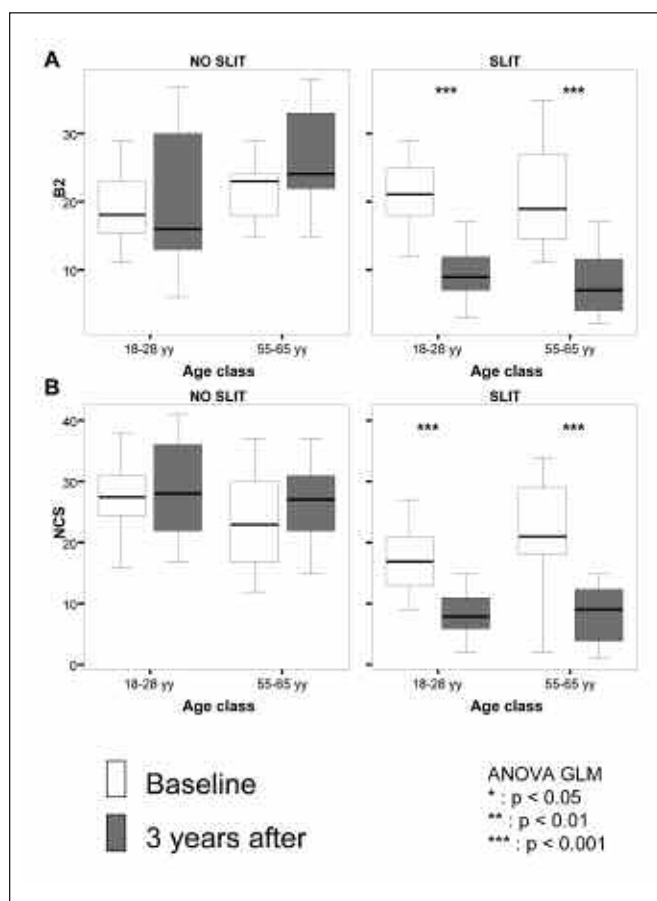 A
NO SLIT
SLIT
B2
30
20
10
***
***
18-28 yy
55-65 yy
18-28 yy
55-65 yy
Age class
Age class
B
NO SLIT
SLIT
NCS
40
30
20
10
0
***
***
18-28 yy
55-65 yy
18-28 yy
55-65 yy
Age class
Age class
Baseline
3 years after
ANOVA GLM
* : p < 0.05
** : p < 0.01
*** : p < 0.001